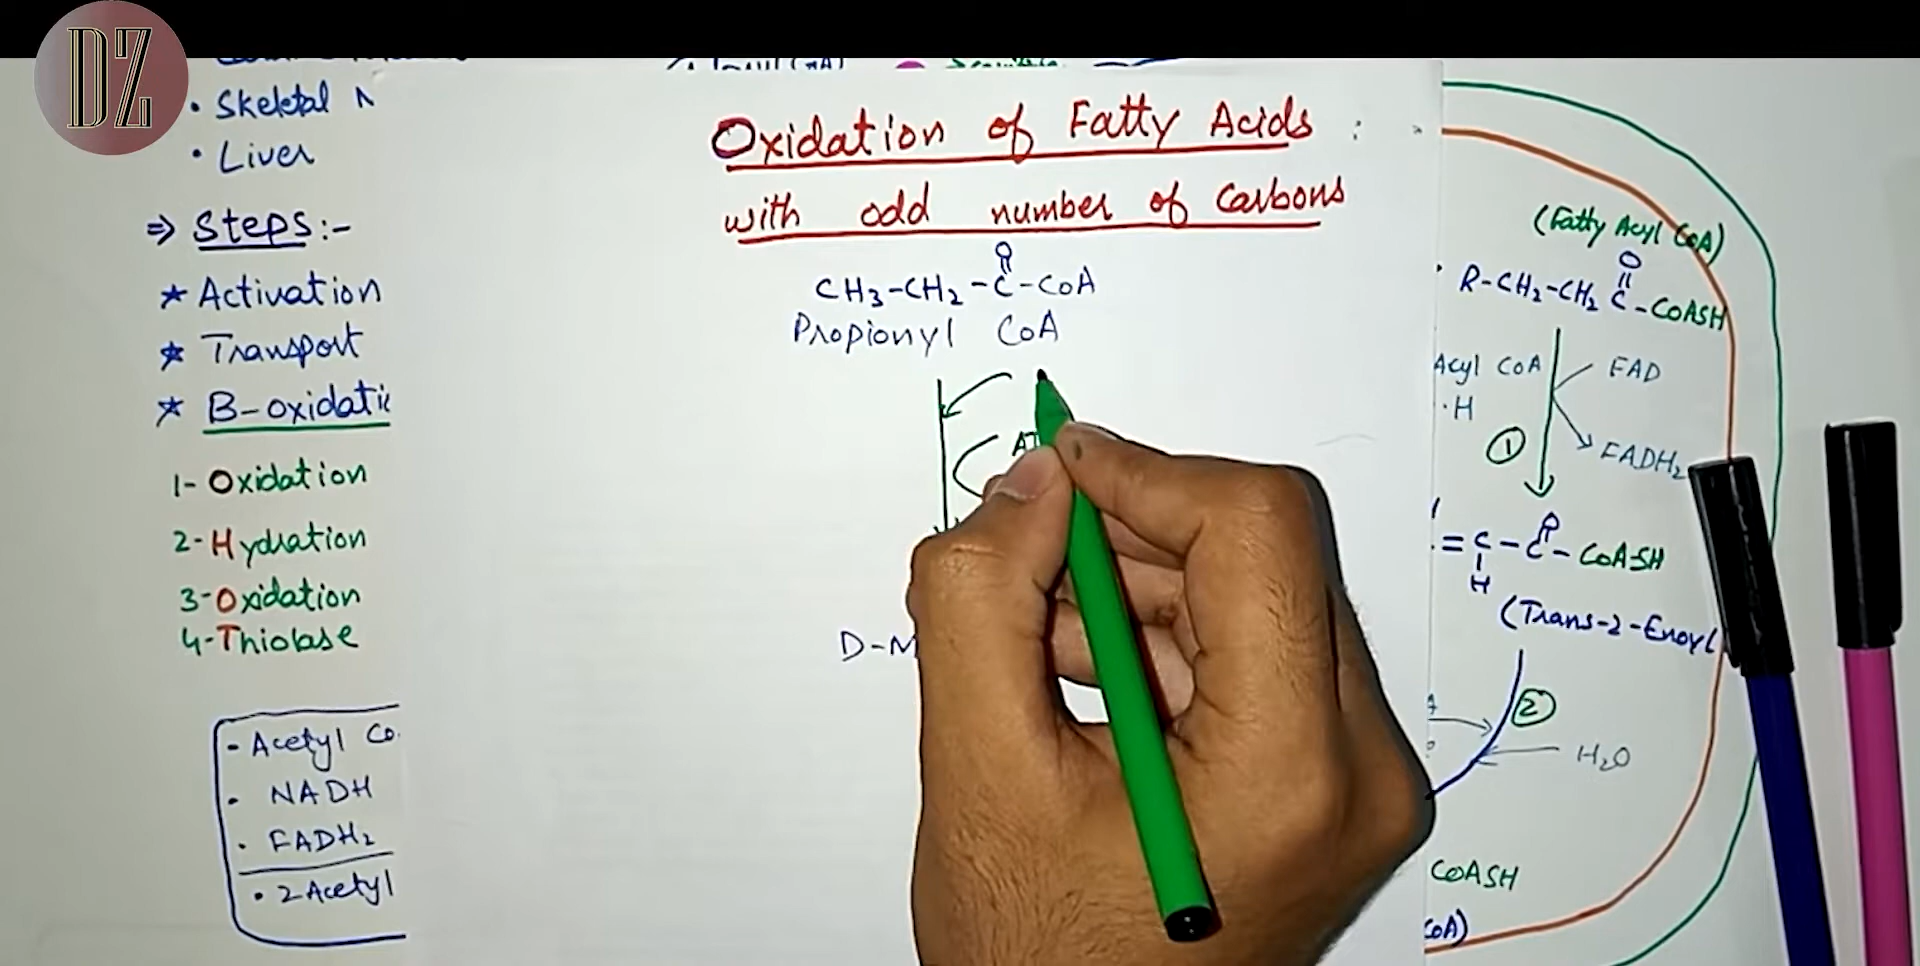 DZ
• Skeletal
• Liver
⇒ Steps:-
★ Activation
★ Transport
★ B-oxidati
1- Oxidation
2- Hydration
3- Oxidation
4- Thiolase
- Acetyl Co
• NADH
• FADH₂
• 2 Acetyl
Oxidation of Fatty Acids :
with odd number of Carbons
O
CH₃-CH₂-C-CoA
Propionyl CoA
D-M
(Fatty Acyl CoA)
O
R-CH₂-CH₂ C-COASH
Acyl CoA
FAD
H
①
FADH₂
= C - C - COASH
H
(Trans-2-Enoyl
②
H₂O
COASH
CoA)